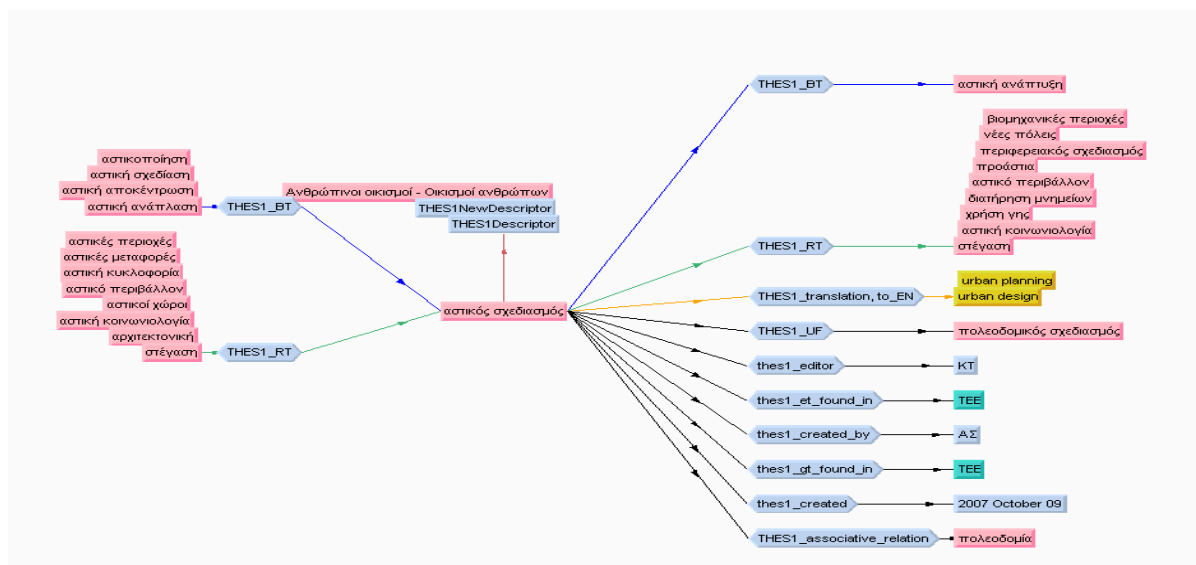 αστικοποίηση
αστική σχεδίαση
αστική αποκέντρωση
αστική ανάπλαση
THES1_BT
αστικές περιοχές
αστικές μεταφορές
αστική κυκλοφορία
αστικό περιβάλλον
αστικοί χώροι
αστική κοινωνιολογία
αρχιτεκτονική
στέγαση
THES1_RT
Ανθρώπινοι οικισμοί - Οικισμοί ανθρώπων
THES1NewDescriptor
THES1Descriptor
αστικός σχεδιασμός
THES1_BT
αστική ανάπτυξη
βιομηχανικές περιοχές
νέες πόλεις
περιφερειακός σχεδιασμός
προάστια
αστικό περιβάλλον
διατήρηση μνημείων
χρήση γης
αστική κοινωνιολογία
THES1_RT
στέγαση
urban planning
THES1_translation, to_EN
urban design
THES1_UF
πολεοδομικός σχεδιασμός
thes1_editor
ΚΤ
thes1_et_found_in
ΤΕΕ
thes1_created_by
ΑΣ
thes1_gt_found_in
ΤΕΕ
thes1_created
2007 October 09
THES1_associative_relation
πολεοδομία